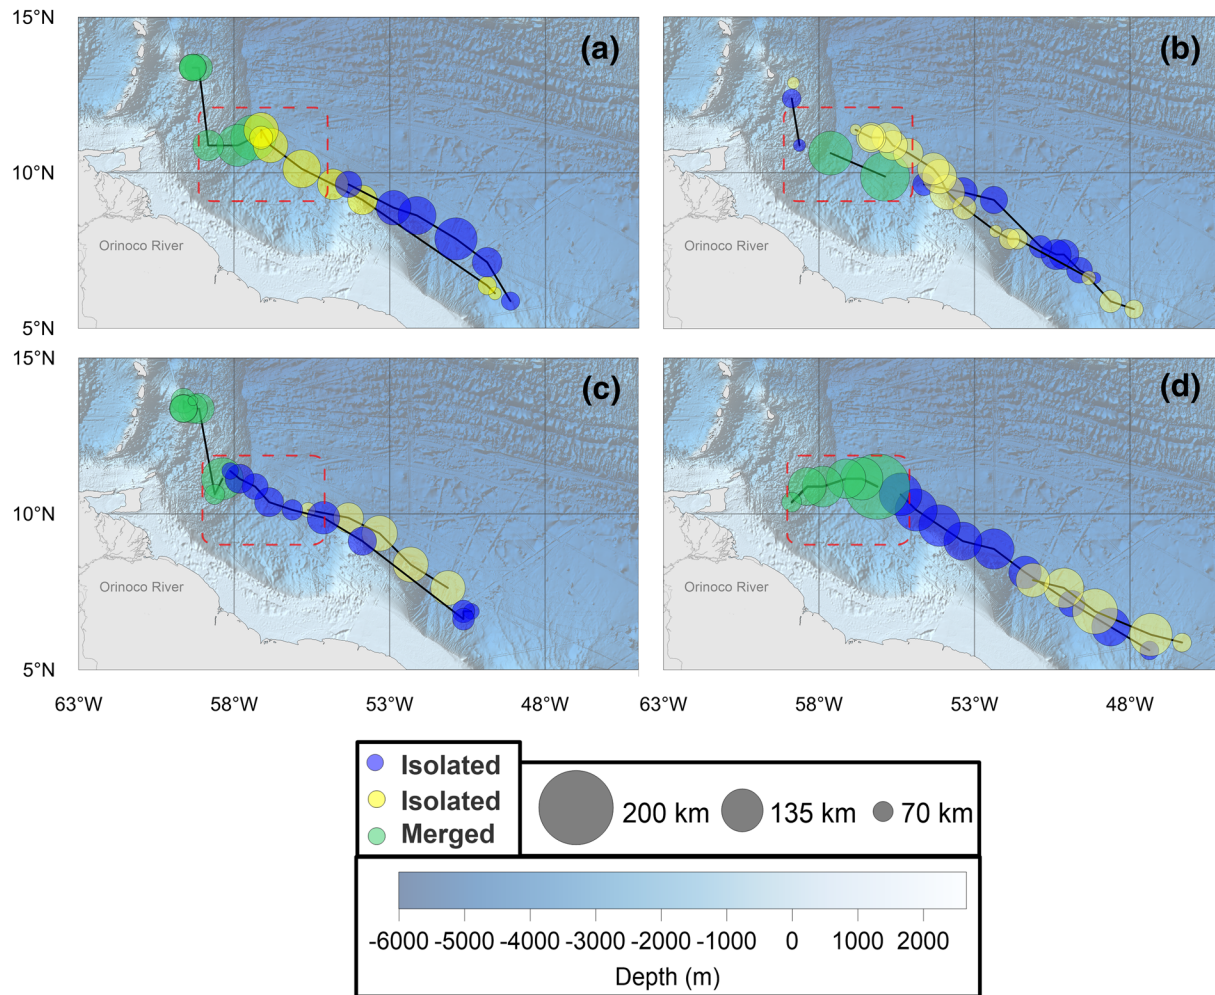 15°N
(a)
(b)
10°N
Orinoco River
Orinoco River
5°N
15°N
(c)
(d)
10°N
Orinoco River
Orinoco River
5°N
63°W 58°W 53°W 48°W 63°W 58°W 53°W 48°W
Isolated
Isolated
Merged
200 km 135 km 70 km
-6000 -5000 -4000 -3000 -2000 -1000 0 1000 2000
Depth (m)